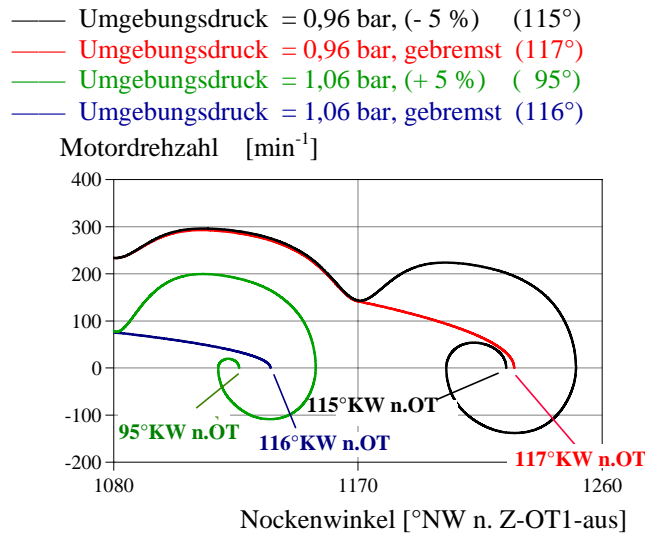 Umgebungsdruck = 0,96 bar, (- 5 %) (115°)
Umgebungsdruck = 0,96 bar, gebremst (117°)
Umgebungsdruck = 1,06 bar, (+ 5 %) ( 95°)
Umgebungsdruck = 1,06 bar, gebremst (116°)
Motordrehzahl [min-1]
400
300
200
100
0
-100
-200
95°KW n.OT
116°KW n.OT
115°KW n.OT
117°KW n.OT
1080 1170 1260
Nockenwinkel [°NW n. Z-OT1-aus]